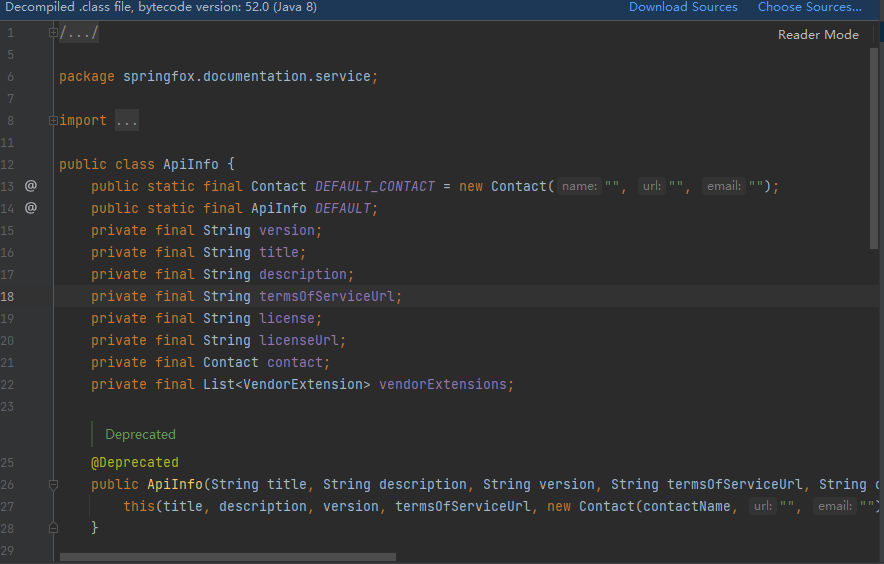 Decompiled .class file, bytecode version: 52.0 (Java 8) Download Sources Choose Sources...
Reader Mode
1 /.../
5
6 package springfox.documentation.service;
7
8 import ...
11
12 public class ApiInfo {
13 @ public static final Contact DEFAULT_CONTACT = new Contact( name: "", url: "", email: "");
14 @ public static final ApiInfo DEFAULT;
15 private final String version;
16 private final String title;
17 private final String description;
18 private final String termsOfServiceUrl;
19 private final String license;
20 private final String licenseUrl;
21 private final Contact contact;
22 private final List<VendorExtension> vendorExtensions;
23
Deprecated
25 @Deprecated
26 public ApiInfo(String title, String description, String version, String termsOfServiceUrl, String
27 this(title, description, version, termsOfServiceUrl, new Contact(contactName, url: "", email: "")
28 }
29